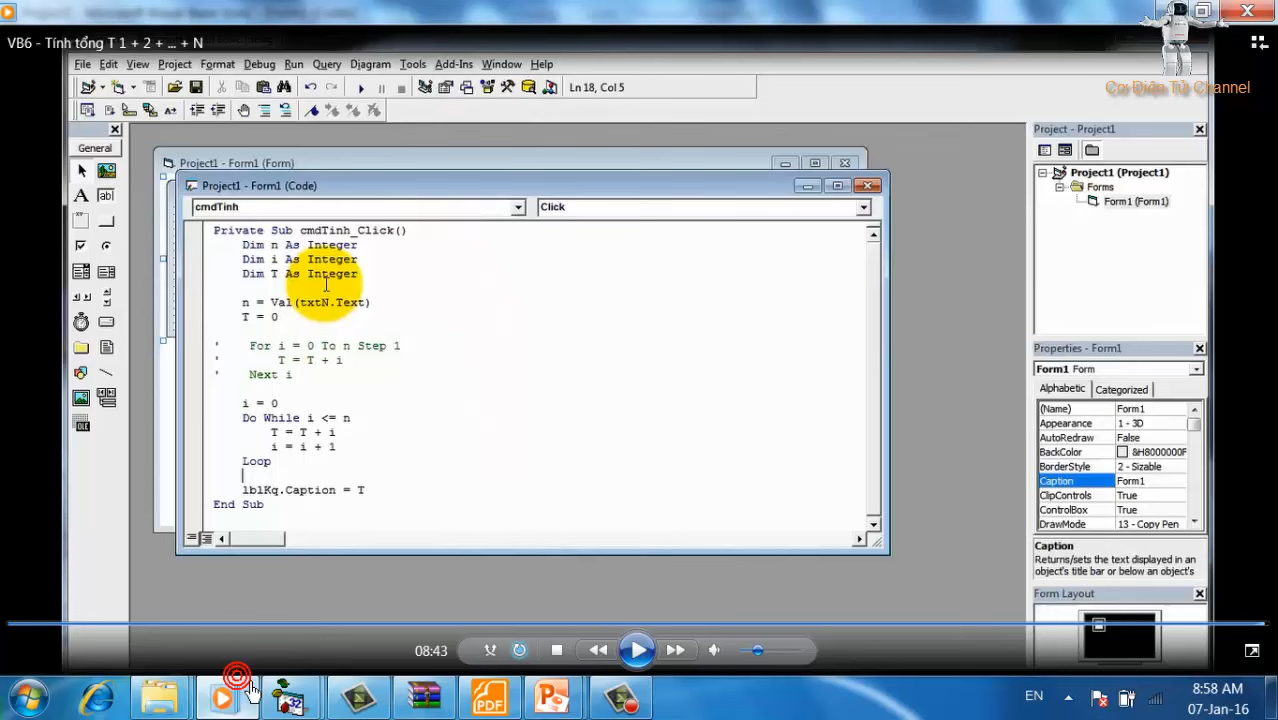 VB6 - Tính tổng T 1 + 2 + ... + N
Cơ Điện Tử Channel
File Edit View Project Format Debug Run Query Diagram Tools Add-Ins Window Help
Ln 18, Col 5
General
Project1 - Form1 (Form)
Project1 - Form1 (Code)
cmdTinh
Click
Private Sub cmdTinh_Click()
Dim n As Integer
Dim i As Integer
Dim T As Integer
n = Val(txtN.Text)
T = 0
' For i = 0 To n Step 1
' T = T + i
' Next i
i = 0
Do While i <= n
T = T + i
i = i + 1
Loop
lblKq.Caption = T
End Sub
Project - Project1
Project1 (Project1)
Forms
Form1 (Form1)
Properties - Form1
Form1 Form
Alphabetic Categorized
(Name) Form1
Appearance 1 - 3D
AutoRedraw False
BackColor &H8000000F
BorderStyle 2 - Sizable
Caption Form1
ClipControls True
ControlBox True
DrawMode 13 - Copy Pen
Caption
Returns/sets the text displayed in an
object's title bar or below an object's
Form Layout
08:43
EN
8:58 AM
07-Jan-16